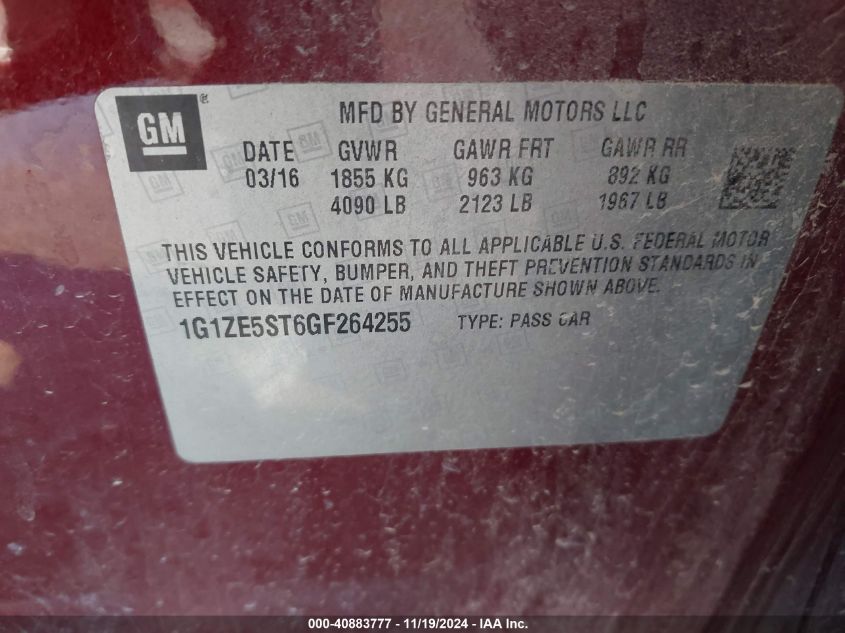 GM®
MFD BY GENERAL MOTORS LLC
DATE GVWR GAWR FRT GAWR RR
03/16 1855 KG 963 KG 892 KG
4090 LB 2123 LB 1967 LB
THIS VEHICLE CONFORMS TO ALL APPLICABLE U.S. FEDERAL MOTOR
VEHICLE SAFETY, BUMPER, AND THEFT PREVENTION STANDARDS IN
EFFECT ON THE DATE OF MANUFACTURE SHOWN ABOVE.
1G1ZE5ST6GF264255 TYPE: PASS CAR
000-40883777 - 11/19/2024 - IAA Inc.